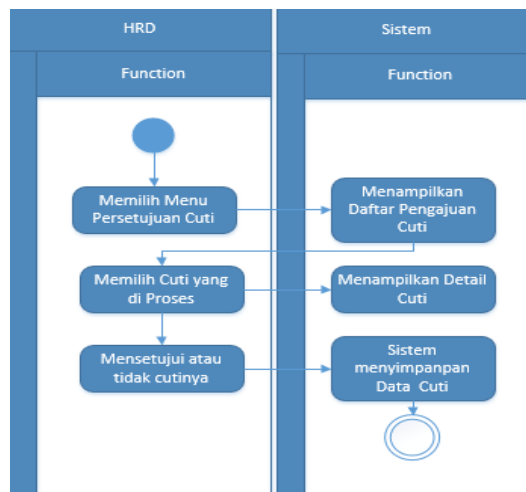 HRD
Sistem
Function
Function
Memilih Menu
Persetujuan Cuti
Menampilkan
Daftar Pengajuan
Cuti
Memilih Cuti yang
di Proses
Menampilkan Detail
Cuti
Mensetujui atau
tidak cutinya
Sistem
menyimpanpan
Data Cuti